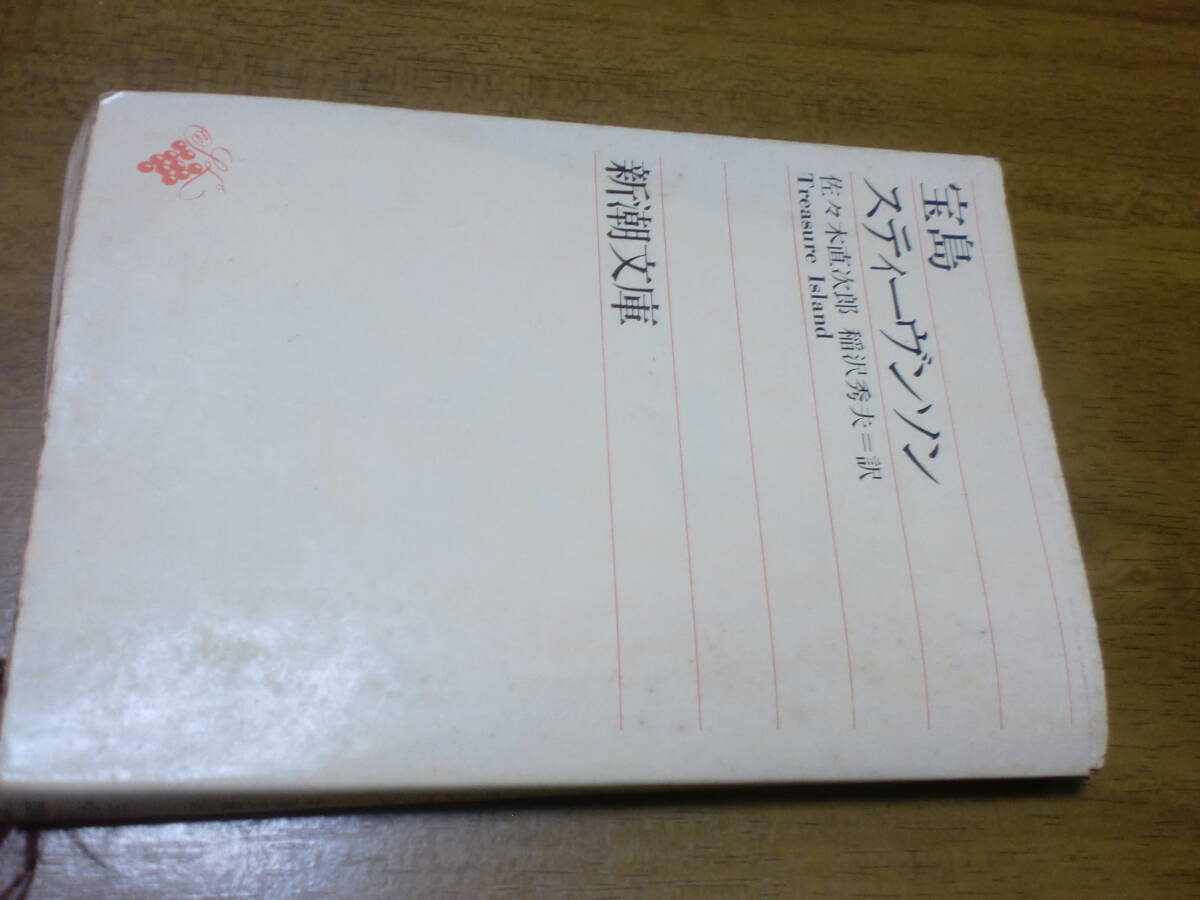 宝島
スティーヴンソン
佐々木直次郎 稲沢秀夫=訳
Treasure Island
新潮文庫